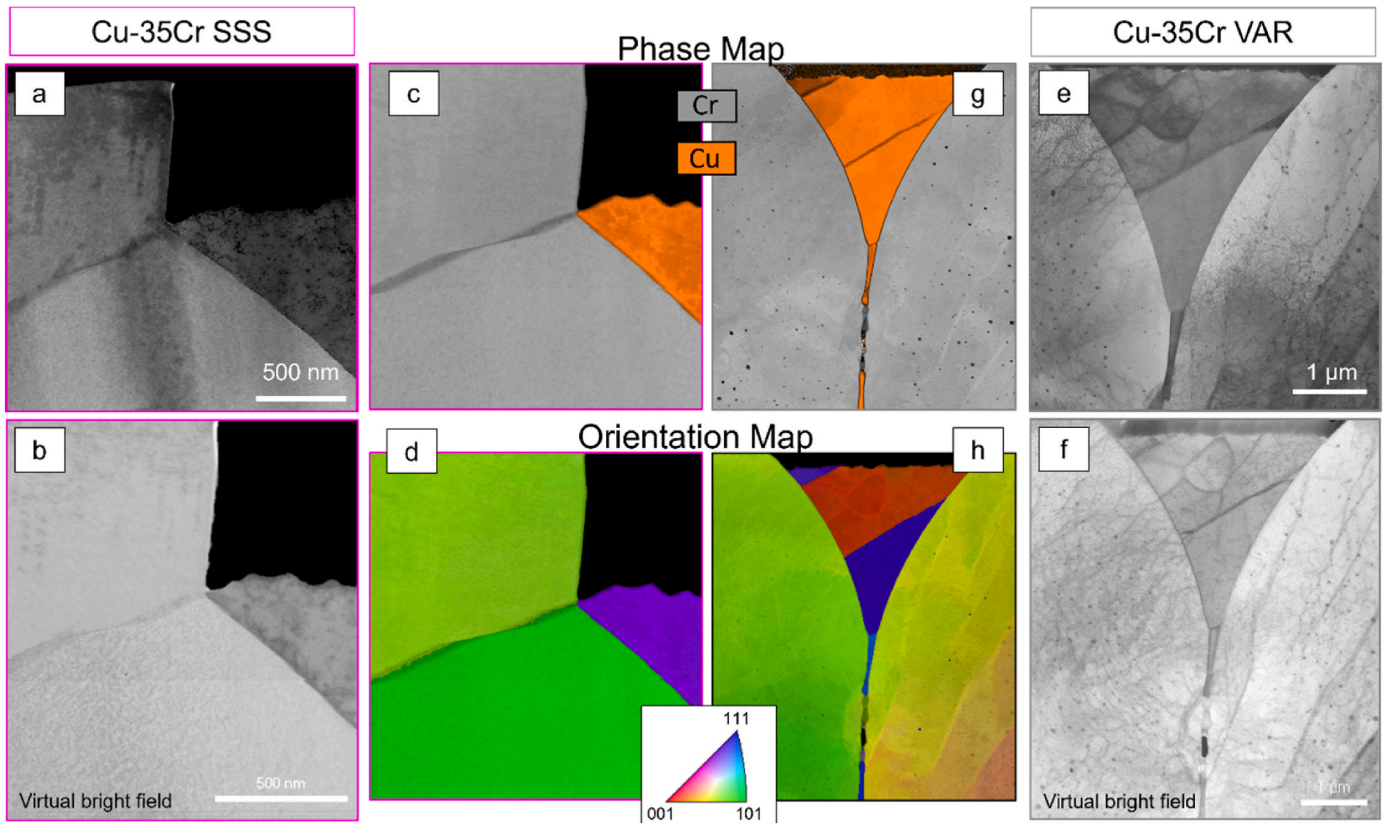 Cu-35Cr SSS
Phase Map
Cu-35Cr VAR
a
c
Cr
Cu
g
e
500 nm
1 μm
Orientation Map
b
d
h
f
500 nm
Virtual bright field
111
001
101
1 μm
Virtual bright field